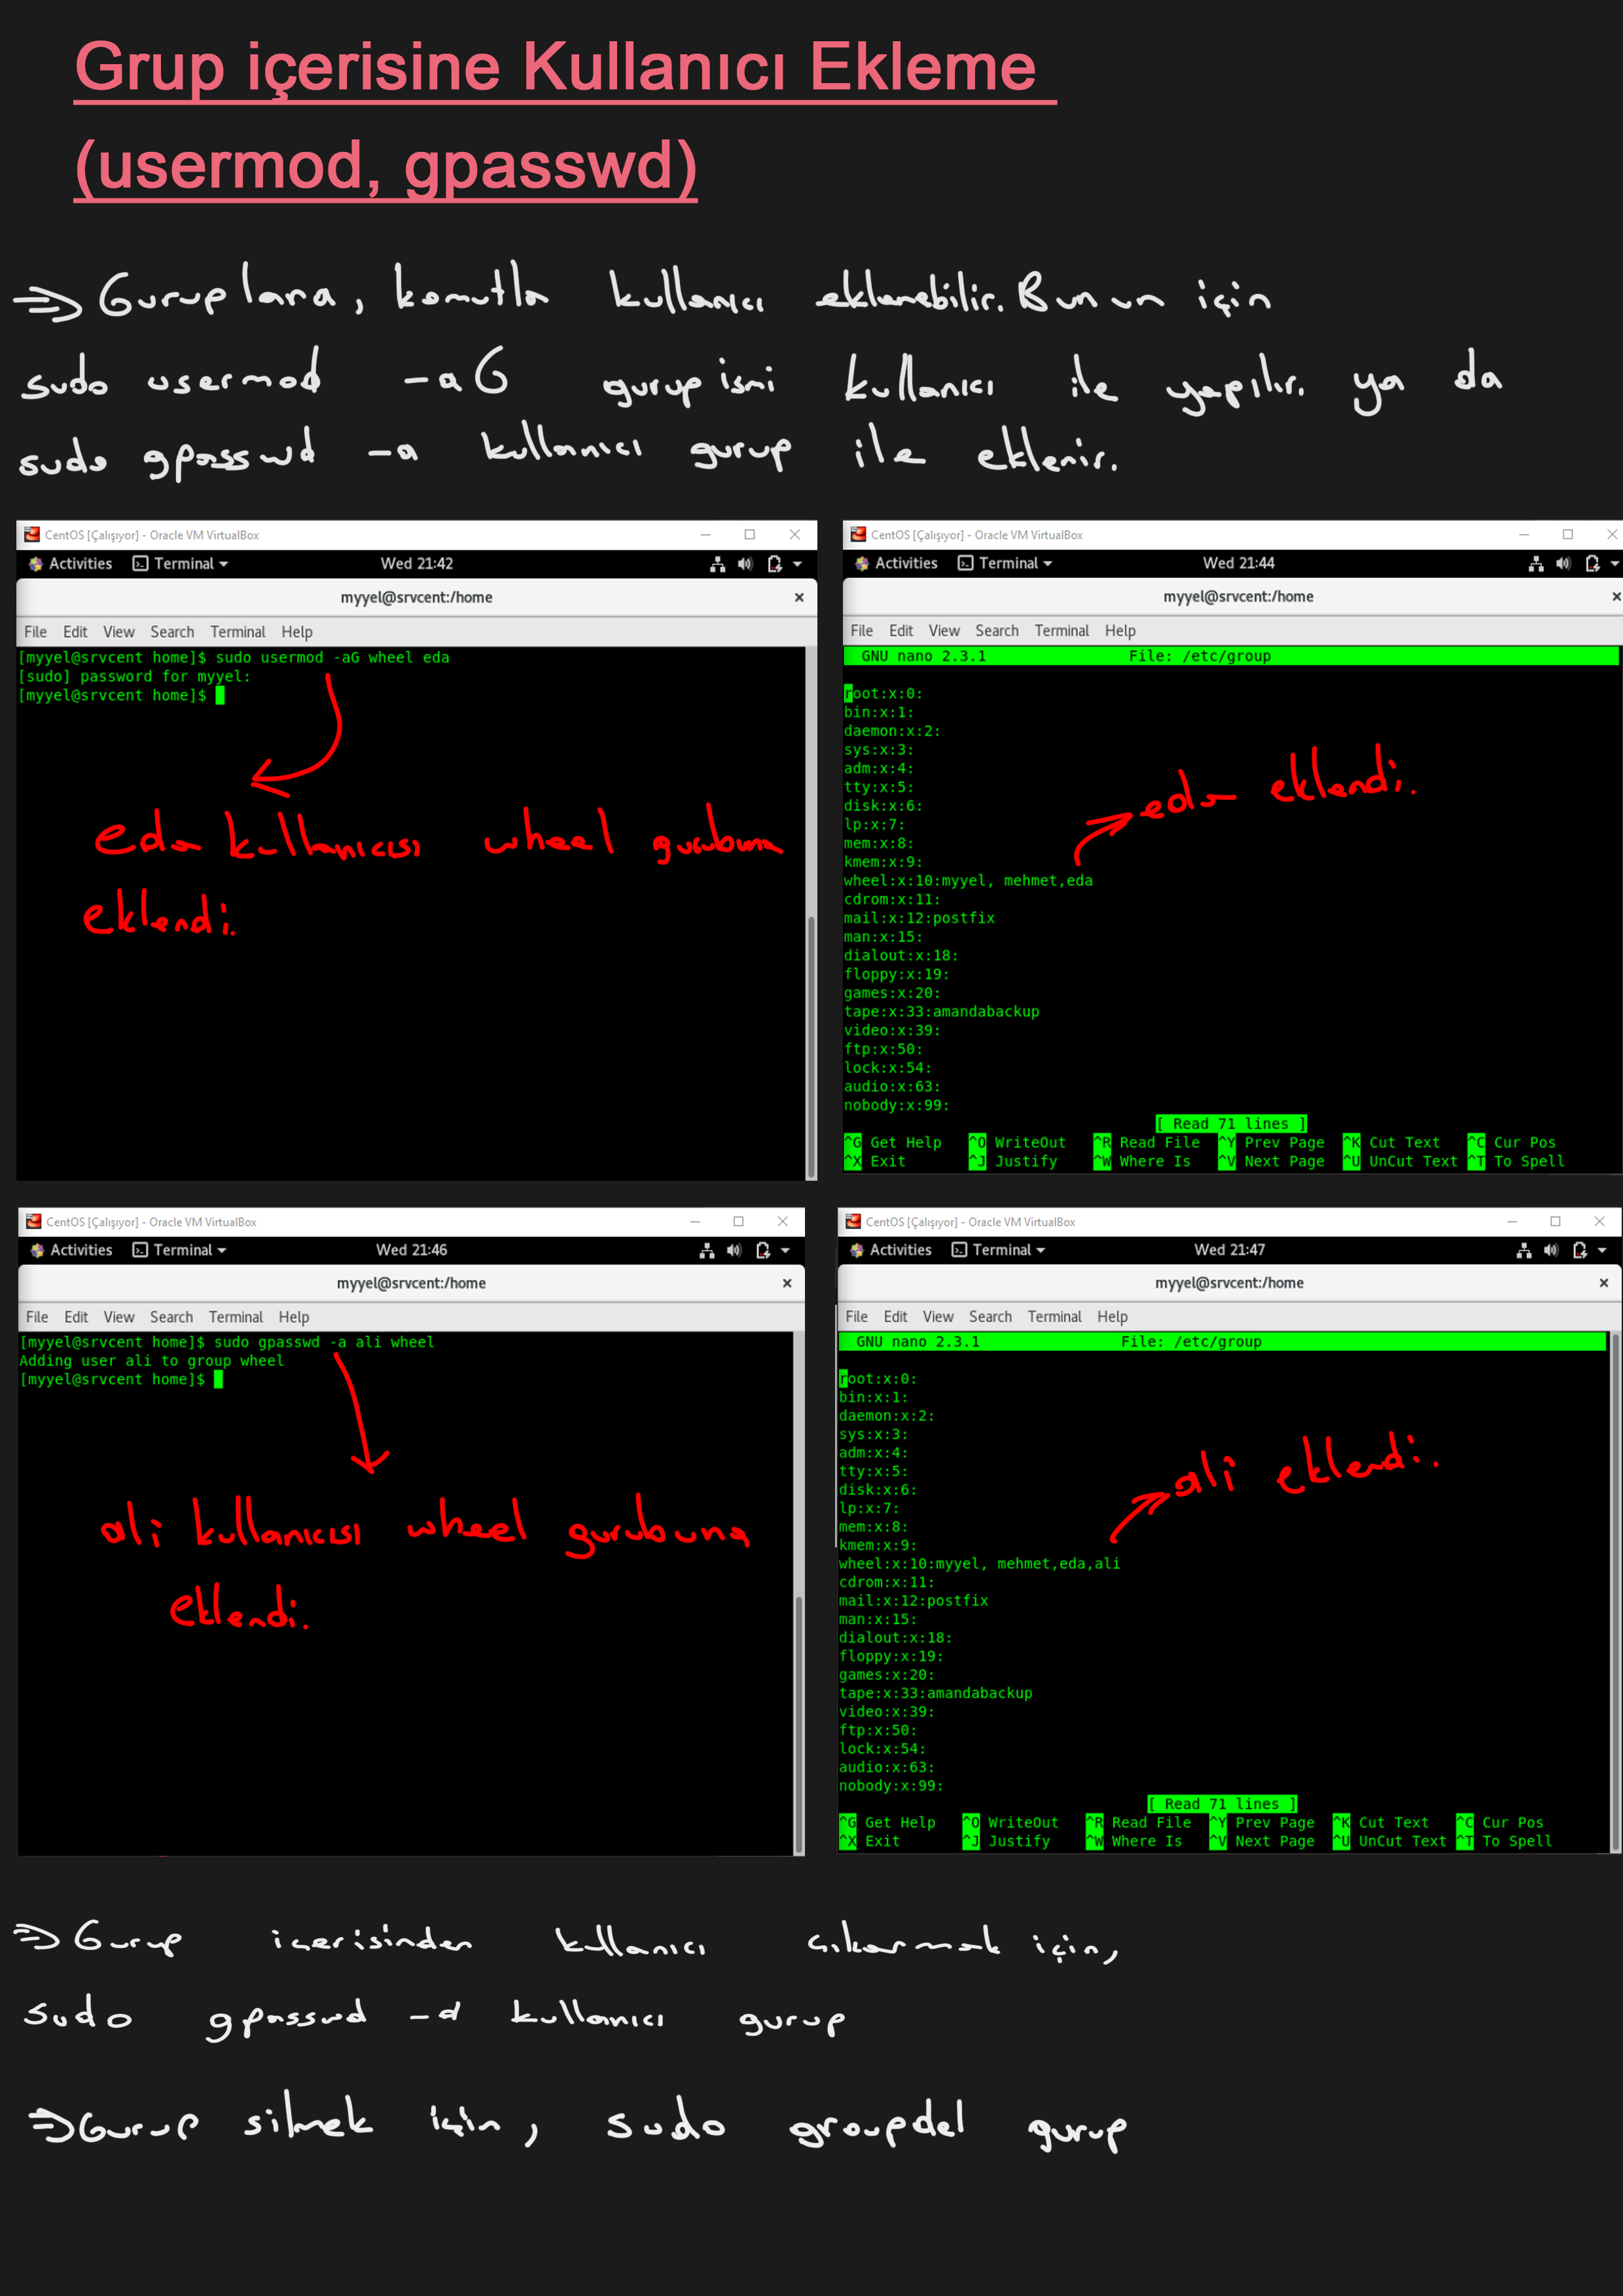 Grup içerisine Kullanıcı Ekleme
(usermod, gpasswd)
=> Guruplara, komutla kullanıcı eklenebilir. Bunun için
sudo usermod -aG gurup ismi kullanıcı ile yapılır. ya da
sudo gpasswd -a kullanıcı gurup ile eklenir.
CentOS [Çalışıyor] - Oracle VM VirtualBox
Activities Terminal Wed 21:42
myyel@srvcent:/home
File Edit View Search Terminal Help
[myyel@srvcent home]$ sudo usermod -aG wheel eda
[sudo] password for myyel:
[myyel@srvcent home]$
eda kullanıcısı wheel gurubuna
eklendi.
CentOS [Çalışıyor] - Oracle VM VirtualBox
Activities Terminal Wed 21:44
myyel@srvcent:/home
File Edit View Search Terminal Help
GNU nano 2.3.1 File: /etc/group
root:x:0:
bin:x:1:
daemon:x:2:
sys:x:3:
adm:x:4:
tty:x:5:
disk:x:6:
lp:x:7:
mem:x:8:
kmem:x:9:
wheel:x:10:myyel, mehmet,eda
cdrom:x:11:
mail:x:12:postfix
man:x:15:
dialout:x:18:
floppy:x:19:
games:x:20:
tape:x:33:amandabackup
video:x:39:
ftp:x:50:
lock:x:54:
audio:x:63:
nobody:x:99:
eda eklendi.
[ Read 71 lines ]
^G Get Help ^O WriteOut ^R Read File ^Y Prev Page ^K Cut Text ^C Cur Pos
^X Exit ^J Justify ^W Where Is ^V Next Page ^U UnCut Text ^T To Spell
CentOS [Çalışıyor] - Oracle VM VirtualBox
Activities Terminal Wed 21:46
myyel@srvcent:/home
File Edit View Search Terminal Help
[myyel@srvcent home]$ sudo gpasswd -a ali wheel
Adding user ali to group wheel
[myyel@srvcent home]$
ali kullanıcısı wheel gurubuna
eklendi.
CentOS [Çalışıyor] - Oracle VM VirtualBox
Activities Terminal Wed 21:47
myyel@srvcent:/home
File Edit View Search Terminal Help
GNU nano 2.3.1 File: /etc/group
root:x:0:
bin:x:1:
daemon:x:2:
sys:x:3:
adm:x:4:
tty:x:5:
disk:x:6:
lp:x:7:
mem:x:8:
kmem:x:9:
wheel:x:10:myyel, mehmet,eda,ali
cdrom:x:11:
mail:x:12:postfix
man:x:15:
dialout:x:18:
floppy:x:19:
games:x:20:
tape:x:33:amandabackup
video:x:39:
ftp:x:50:
lock:x:54:
audio:x:63:
nobody:x:99:
ali eklendi.
[ Read 71 lines ]
^G Get Help ^O WriteOut ^R Read File ^Y Prev Page ^K Cut Text ^C Cur Pos
^X Exit ^J Justify ^W Where Is ^V Next Page ^U UnCut Text ^T To Spell
=> Gurup içerisinden kullanıcı çıkarmak için,
sudo gpasswd -d kullanıcı gurup
=> Gurup silmek için, sudo groupdel gurup